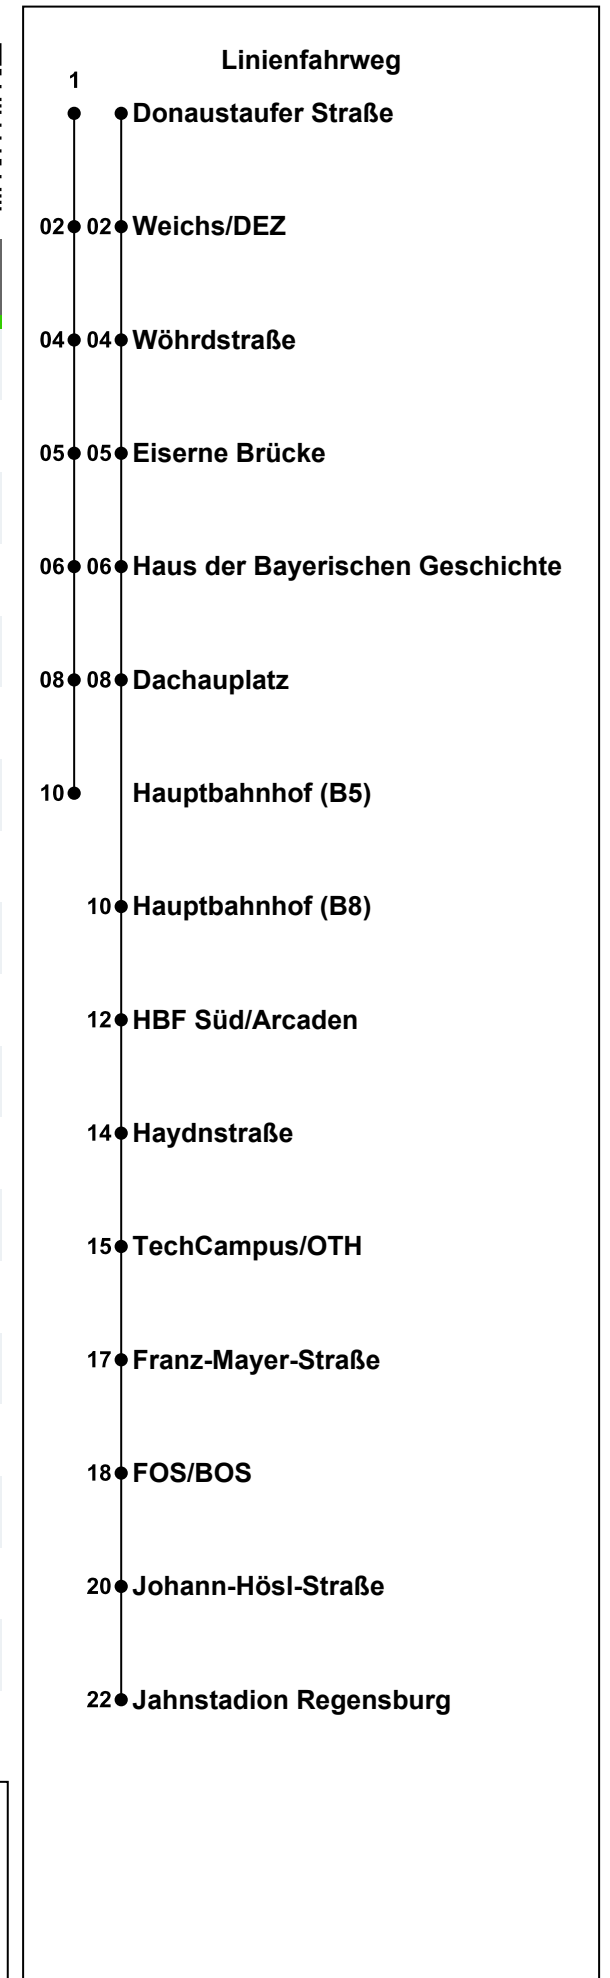 Linienfahrweg
1
Donaustaufer Straße
02 02 Weichs/DEZ
04 04 Wöhrdstraße
05 05 Eiserne Brücke
06 06 Haus der Bayerischen Geschichte
08 08 Dachauplatz
10 Hauptbahnhof (B5)
10 Hauptbahnhof (B8)
12 HBF Süd/Arcaden
14 Haydnstraße
15 TechCampus/OTH
17 Franz-Mayer-Straße
18 FOS/BOS
20 Johann-Hösl-Straße
22 Jahnstadion Regensburg